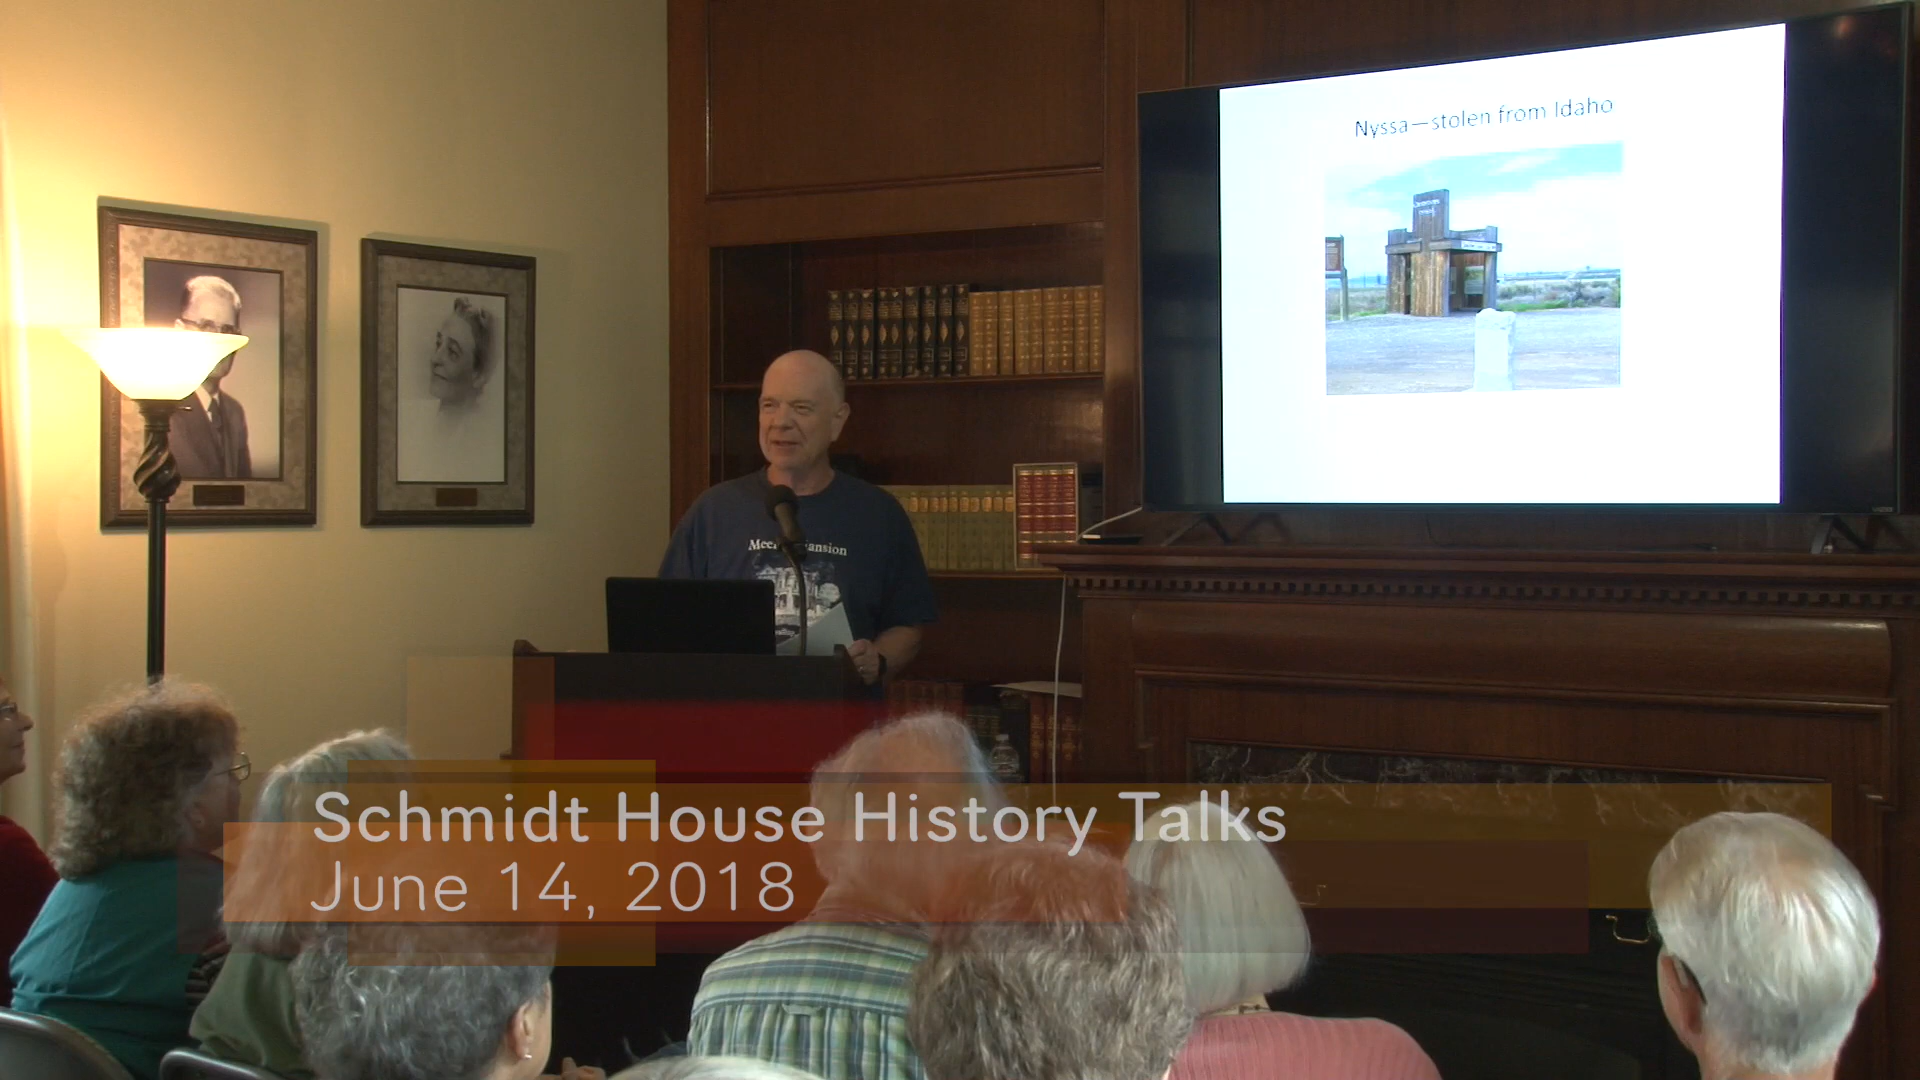 Nyssa—stolen from Idaho
Schmidt House History Talks
June 14, 2018